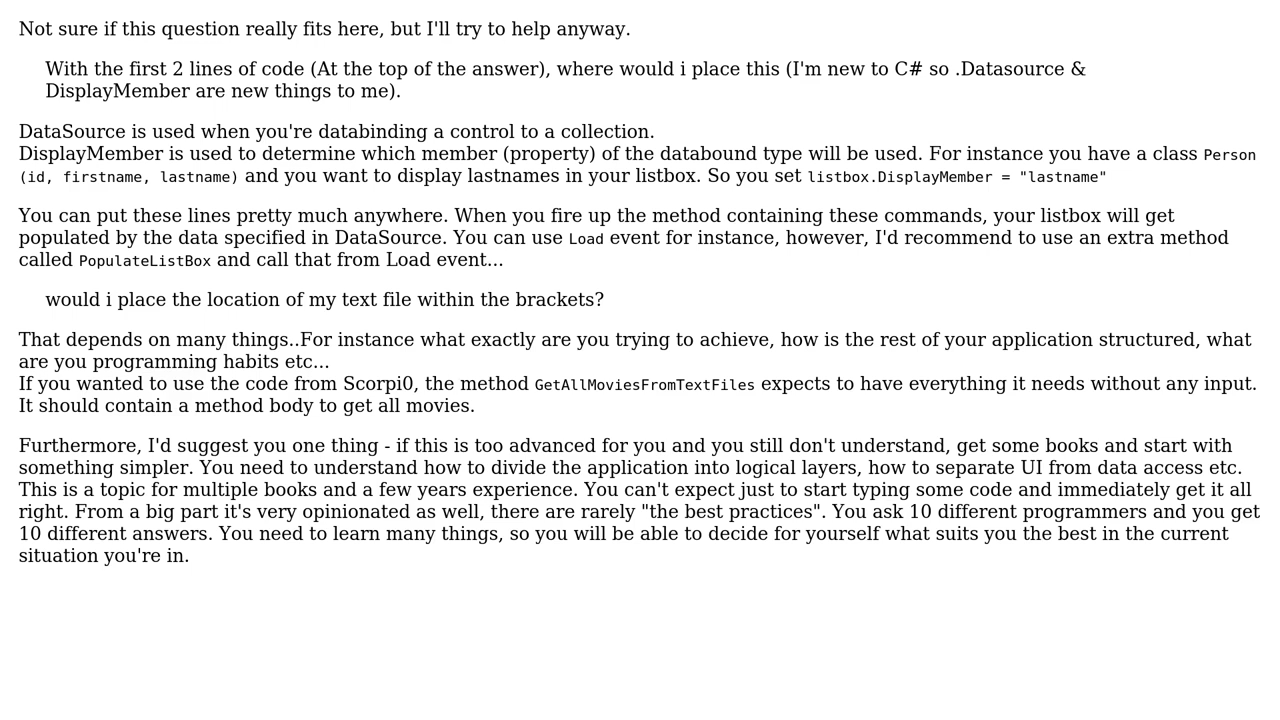 Not sure if this question really fits here, but I'll try to help anyway.
With the first 2 lines of code (At the top of the answer), where would i place this (I'm new to C# so .Datasource &
DisplayMember are new things to me).
DataSource is used when you're databinding a control to a collection.
DisplayMember is used to determine which member (property) of the databound type will be used. For instance you have a class Person
(id, firstname, lastname) and you want to display lastnames in your listbox. So you set listbox.DisplayMember = "lastname"
You can put these lines pretty much anywhere. When you fire up the method containing these commands, your listbox will get
populated by the data specified in DataSource. You can use Load event for instance, however, I'd recommend to use an extra method
called PopulateListBox and call that from Load event...
would i place the location of my text file within the brackets?
That depends on many things..For instance what exactly are you trying to achieve, how is the rest of your application structured, what
are you programming habits etc...
If you wanted to use the code from Scorpi0, the method GetAllMoviesFromTextFiles expects to have everything it needs without any input.
It should contain a method body to get all movies.
Furthermore, I'd suggest you one thing - if this is too advanced for you and you still don't understand, get some books and start with
something simpler. You need to understand how to divide the application into logical layers, how to separate UI from data access etc.
This is a topic for multiple books and a few years experience. You can't expect just to start typing some code and immediately get it all
right. From a big part it's very opinionated as well, there are rarely "the best practices". You ask 10 different programmers and you get
10 different answers. You need to learn many things, so you will be able to decide for yourself what suits you the best in the current
situation you're in.